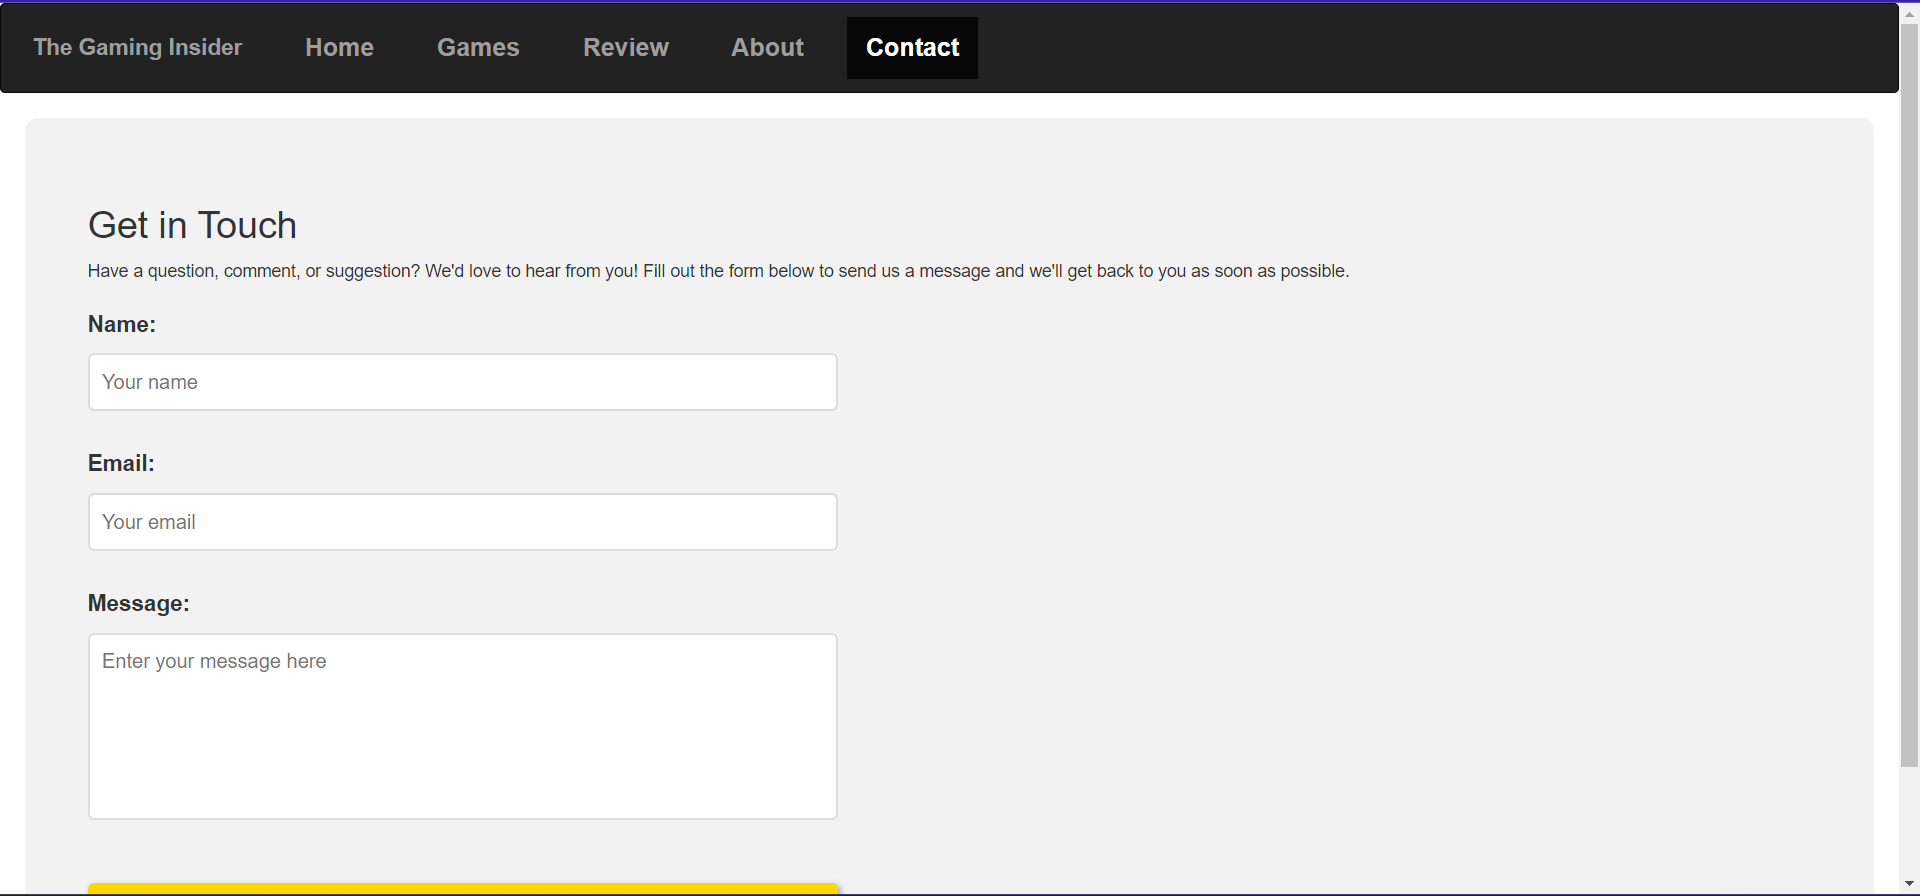 The Gaming Insider Home Games Review About Contact
Get in Touch
Have a question, comment, or suggestion? We'd love to hear from you! Fill out the form below to send us a message and we'll get back to you as soon as possible.
Name:
Your name
Email:
Your email
Message:
Enter your message here